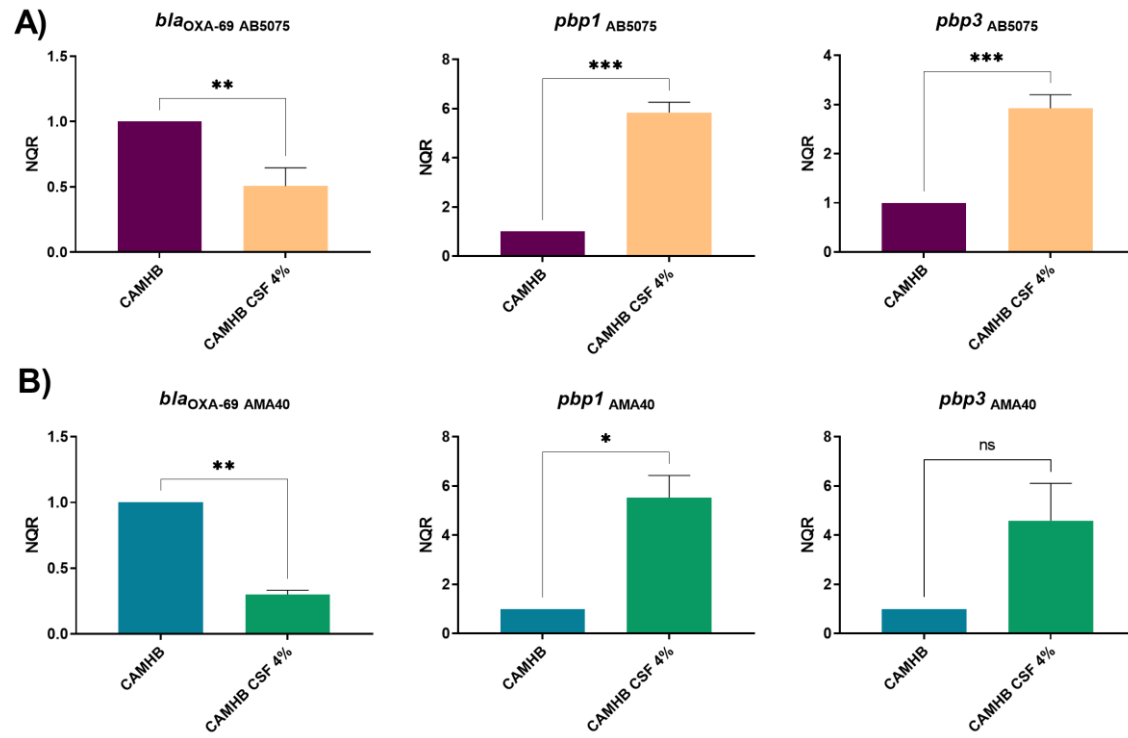 A)
blaOXA-69 AB5075
NQR
1.5
1.0
0.5
0.0
**
CAMHB
CAMHB CSF 4%
pbp1 AB5075
NQR
8
6
4
2
0
***
CAMHB
CAMHB CSF 4%
pbp3 AB5075
NQR
4
3
2
1
0
***
CAMHB
CAMHB CSF 4%
B)
blaOXA-69 AMA40
NQR
1.5
1.0
0.5
0.0
**
CAMHB
CAMHB CSF 4%
pbp1 AMA40
NQR
8
6
4
2
0
*
CAMHB
CAMHB CSF 4%
pbp3 AMA40
NQR
8
6
4
2
0
ns
CAMHB
CAMHB CSF 4%